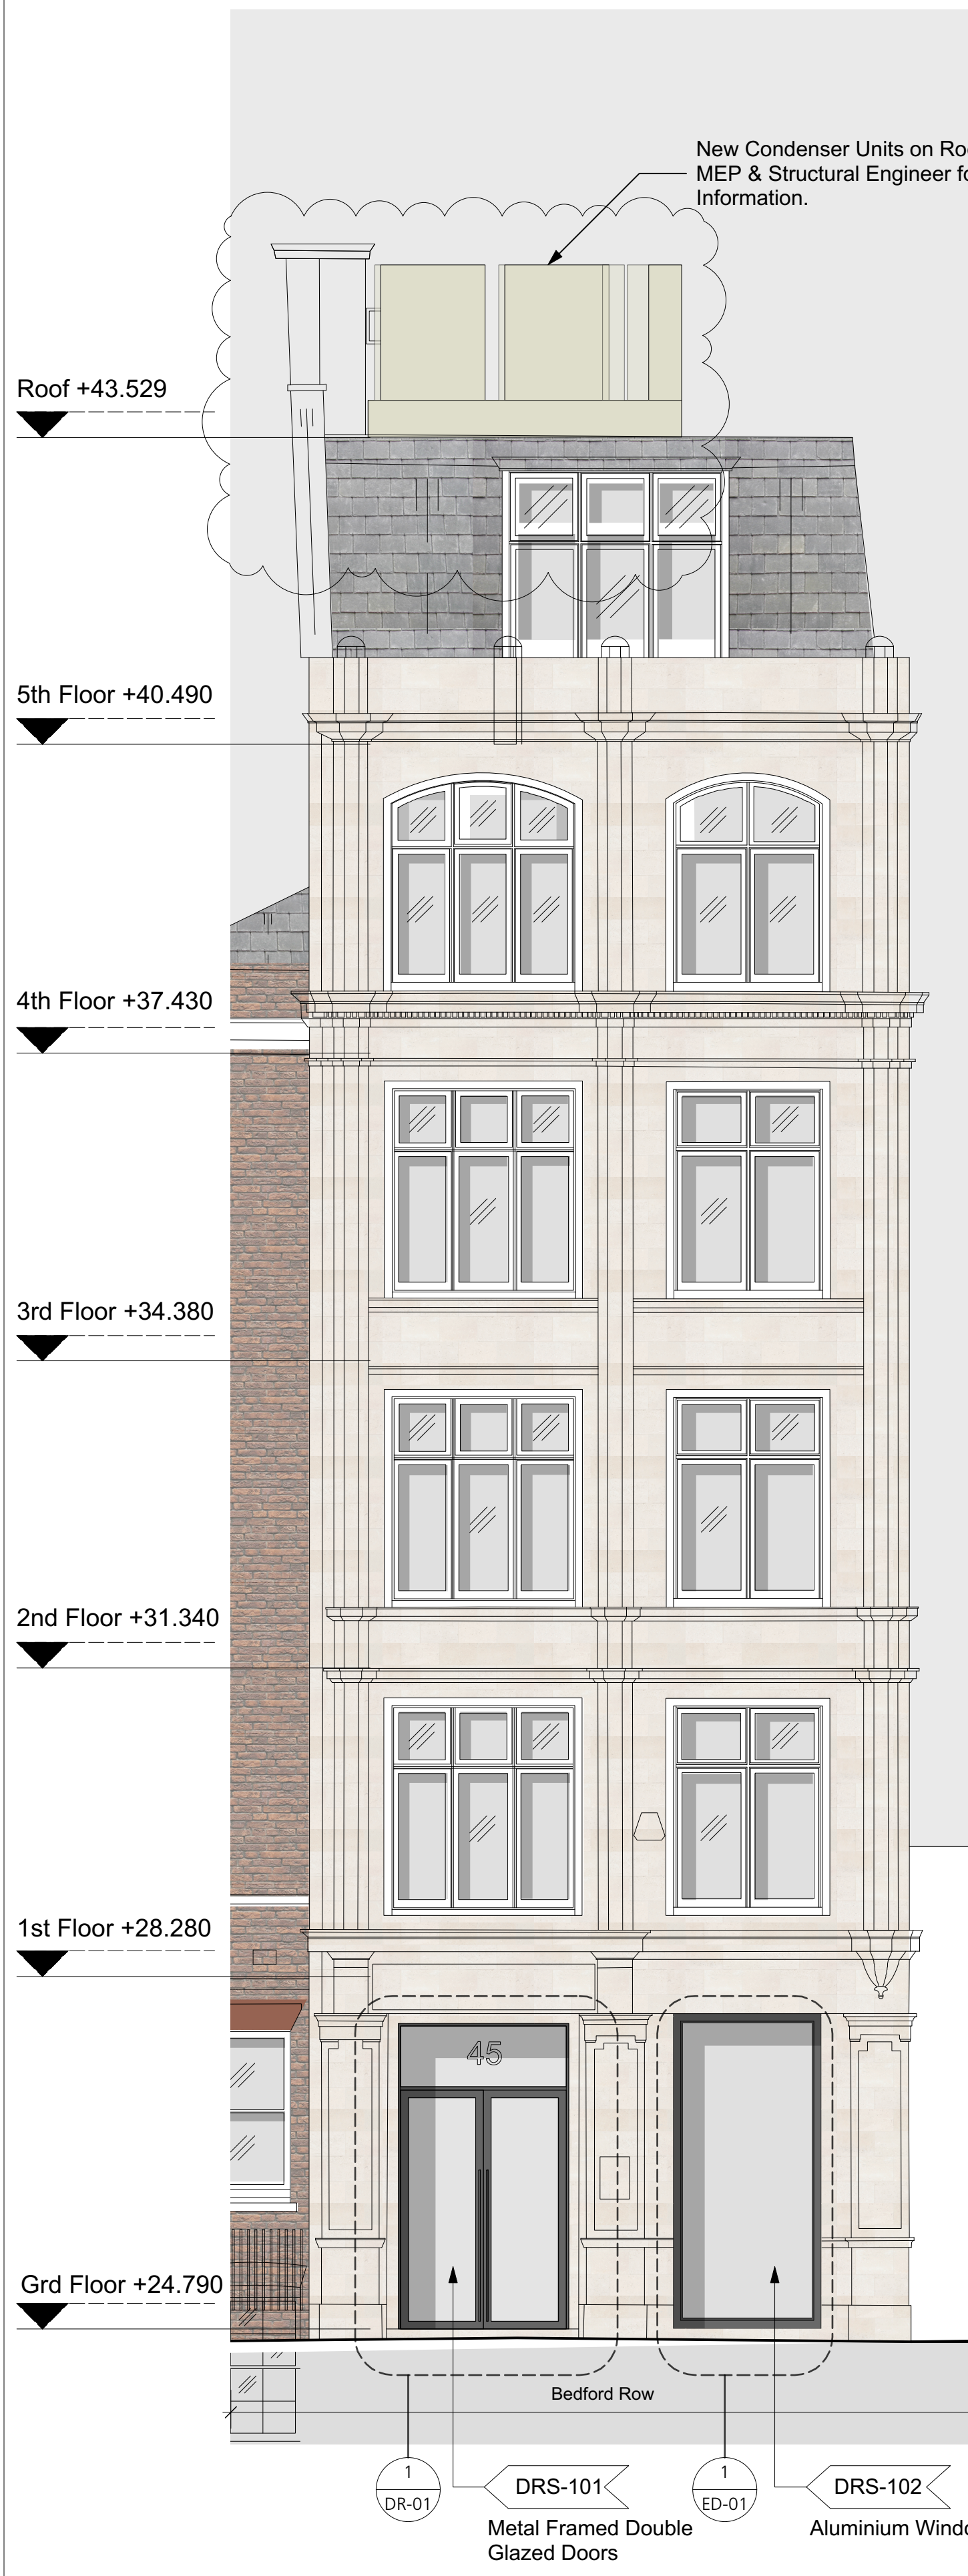 New Condenser Units on
MEP & Structural Engineer
Information.
Roof +43.529
5th Floor +40.490
4th Floor +37.430
3rd Floor +34.380
2nd Floor +31.340
1st Floor +28.280
45
Grd Floor +24.790
Bedford Row
1
DR-01
DRS-101
1
ED-01
DRS-102
Metal Framed Double
Glazed Doors
Aluminium